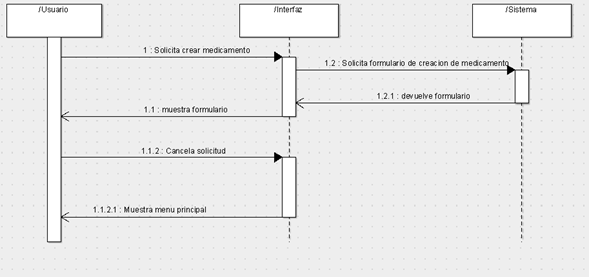 /Usuario
/Interfaz
/Sistema
1 : Solicita crear medicamento
1.2 : Solicita formulario de creacion de medicamento
1.2.1 : devuelve formulario
1.1 : muestra formulario
1.1.2 : Cancela solicitud
1.1.2.1 : Muestra menu principal